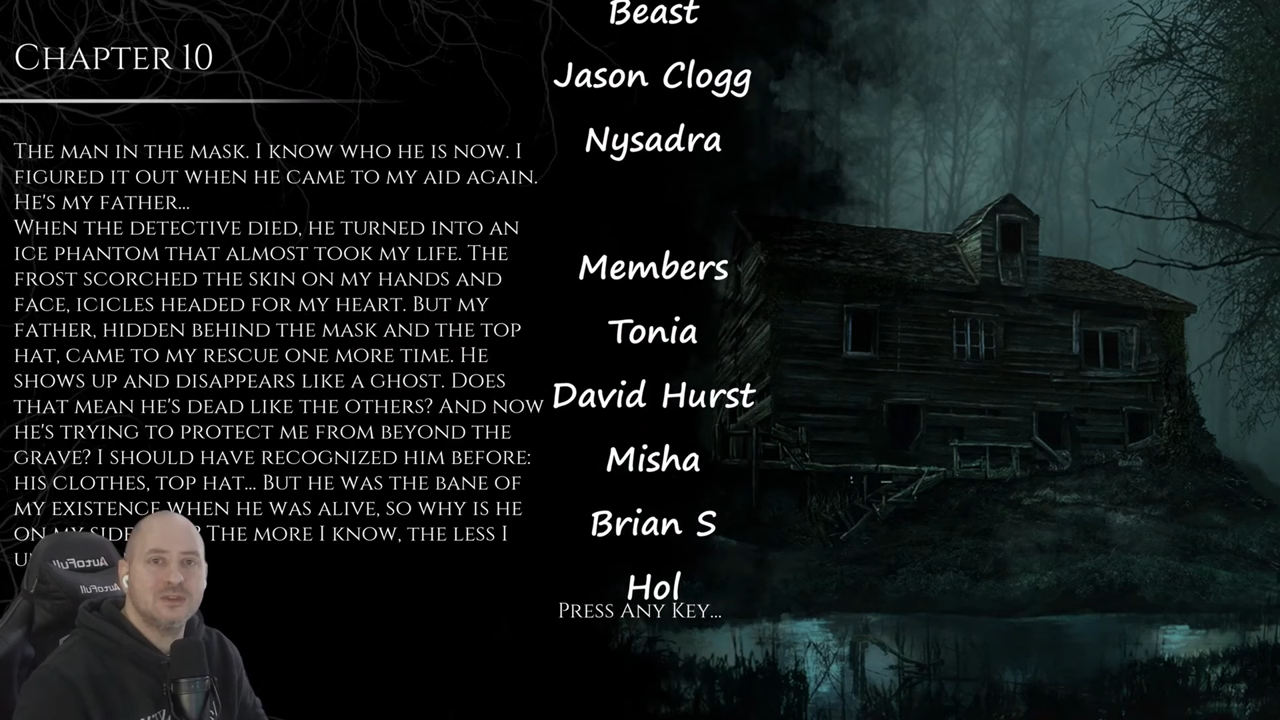 Chapter 10
The man in the mask. I know who he is now. I
figured it out when he came to my aid again.
He's my father...
When the detective died, he turned into an
ice phantom that almost took my life. The
frost scorched the skin on my hands and
face, icicles headed for my heart. But my
father, hidden behind the mask and the top
hat, came to my rescue one more time. He
shows up and disappears like a ghost. Does
that mean he's dead like the others? And now
he's trying to protect me from beyond the
grave? I should have recognized him before:
his clothes, top hat... But he was the bane of
my existence when he was alive, so why is he
on my side ? The more I know, the less I
Beast
Jason Clogg
Nysadra
Members
Tonia
David Hurst
Misha
Brian S
Hol
Press Any Key...
AutoFull
AutoFull